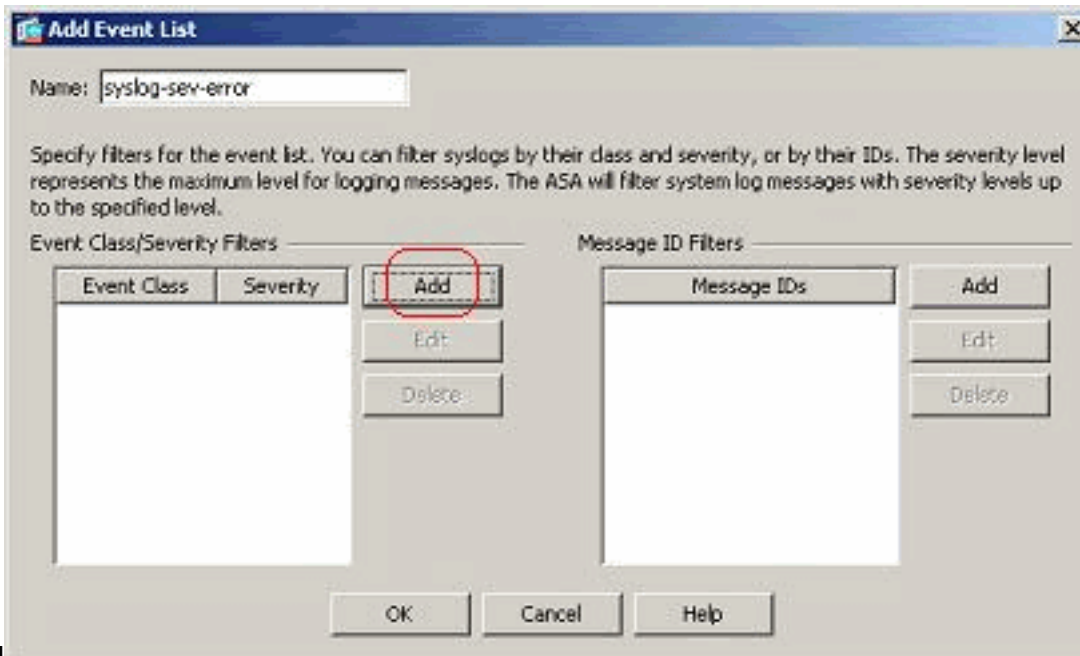 Add Event List
Name: syslog-sev-error
Specify filters for the event list. You can filter syslogs by their class and severity, or by their IDs. The severity level
represents the maximum level for logging messages. The ASA will filter system log messages with severity levels up
to the specified level.
Event Class/Severity Filters
Event Class Severity
Add
Edit
Delete
Message ID Filters
Message IDs
Add
Edit
Delete
OK Cancel Help